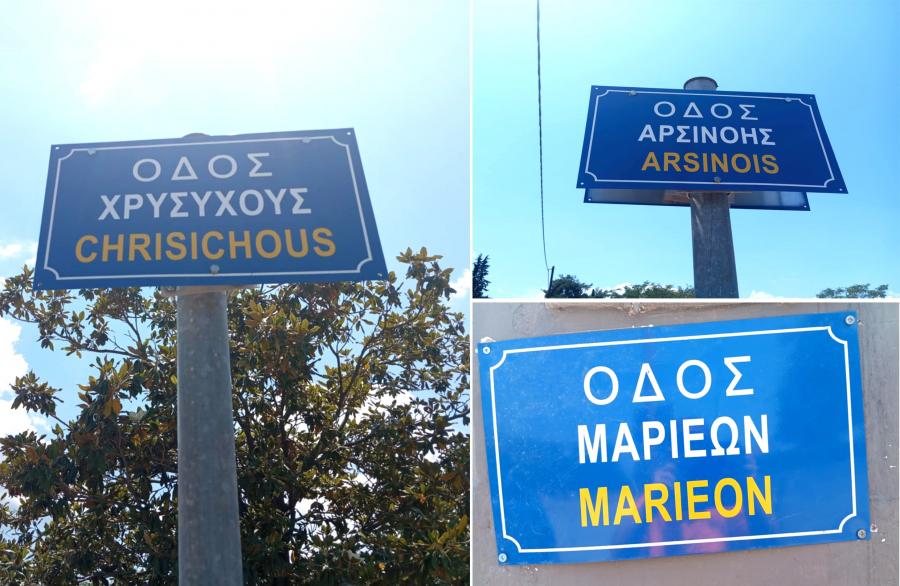 ΟΔΟΣ
ΧΡΥΣΥΧΟΥΣ
CHRISICHOUS
ΟΔΟΣ
ΑΡΣΙΝΟΗΣ
ARSINOIS
ΟΔΟΣ
ΜΑΡΙΕΩΝ
MARIEON